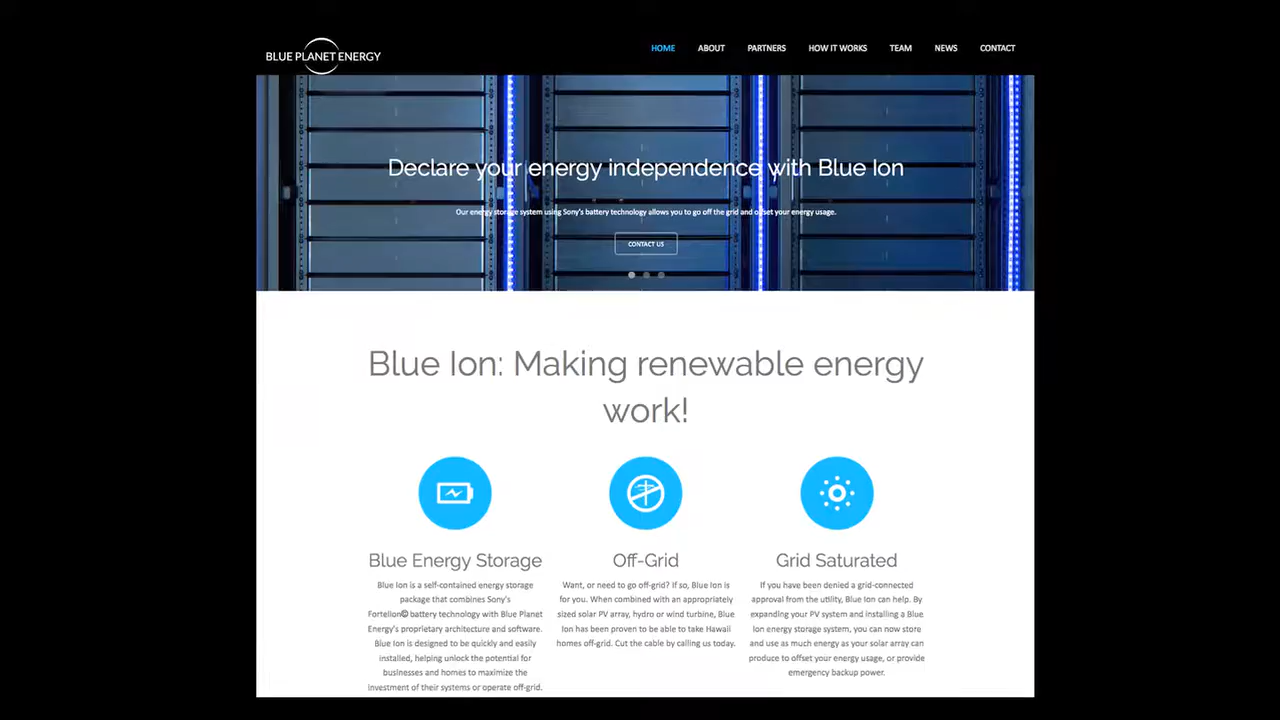 BLUE PLANET ENERGY
HOME ABOUT PARTNERS HOW IT WORKS TEAM NEWS CONTACT
Declare your energy independence with Blue Ion
Our energy storage system using Sony's battery technology allows you to go off the grid and offset your energy usage.
CONTACT US
Blue Ion: Making renewable energy
work!
Blue Energy Storage
Blue Ion is a self-contained energy storage
package that combines Sony's
Fortelion© battery technology with Blue Planet
Energy's proprietary architecture and software.
Blue Ion is designed to be quickly and easily
installed, helping unlock the potential for
businesses and homes to maximize the
investment of their systems or operate off-grid.
Off-Grid
Want, or need to go off-grid? If so, Blue Ion is
for you. When combined with an appropriately
sized solar PV array, hydro or wind turbine, Blue
Ion has been proven to be able to take Hawaii
homes off-grid. Cut the cable by calling us today.
Grid Saturated
If you have been denied a grid-connected
approval from the utility, Blue Ion can help. By
expanding your PV system and installing a Blue
Ion energy storage system, you can now store
and use as much energy as your solar array can
produce to offset your energy usage, or provide
emergency backup power.